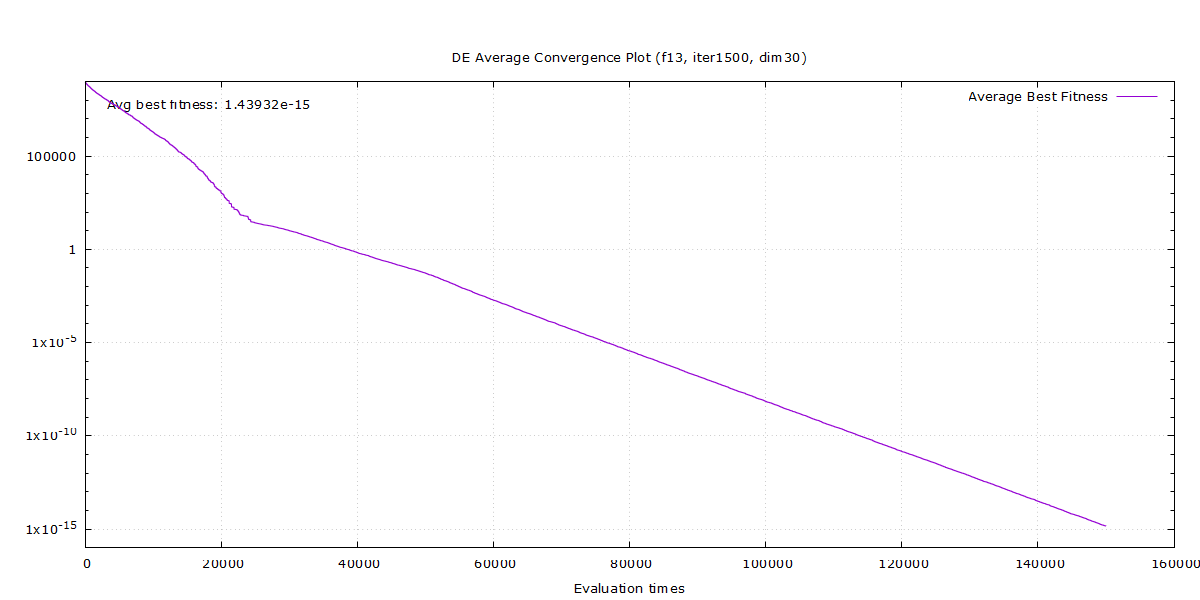 DE Average Convergence Plot (f13, iter1500, dim30)
Avg best fitness: 1.43932e-15
Average Best Fitness
100000
1
1x10^-5
1x10^-10
1x10^-15
0 20000 40000 60000 80000 100000 120000 140000 160000
Evaluation times